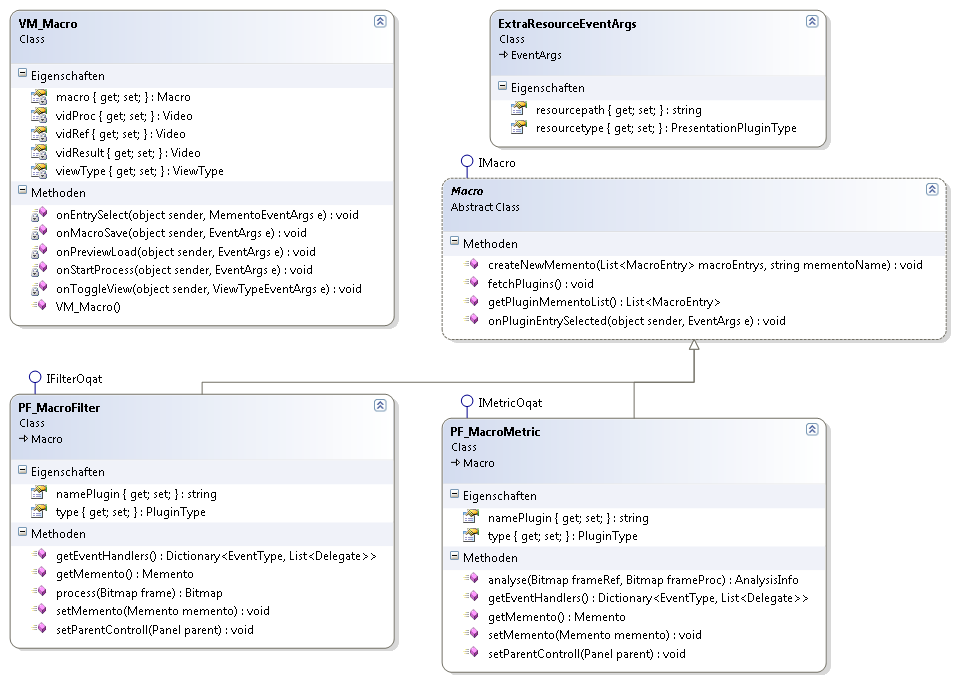 VM_Macro
Class
Eigenschaften
macro { get; set; } : Macro
vidProc { get; set; } : Video
vidRef { get; set; } : Video
vidResult { get; set; } : Video
viewType { get; set; } : ViewType
Methoden
onEntrySelect(object sender, MementoEventArgs e) : void
onMacroSave(object sender, EventArgs e) : void
onPreviewLoad(object sender, EventArgs e) : void
onStartProcess(object sender, EventArgs e) : void
onToggleView(object sender, ViewTypeEventArgs e) : void
VM_Macro()
ExtraResourceEventArgs
Class
EventArgs
Eigenschaften
resourcepath { get; set; } : string
resourcetype { get; set; } : PresentationPluginType
IMacro
Macro
Abstract Class
Methoden
createNewMemento(List<MacroEntry> macroEntrys, string mementoName) : void
fetchPlugins() : void
getPluginMementoList() : List<MacroEntry>
onPluginEntrySelected(object sender, EventArgs e) : void
IFilterOqat
PF_MacroFilter
Class
Macro
Eigenschaften
namePlugin { get; set; } : string
type { get; set; } : PluginType
Methoden
getEventHandlers() : Dictionary<EventType, List<Delegate>>
getMemento() : Memento
process(Bitmap frame) : Bitmap
setMemento(Memento memento) : void
setParentControll(Panel parent) : void
IMetricOqat
PF_MacroMetric
Class
Macro
Eigenschaften
namePlugin { get; set; } : string
type { get; set; } : PluginType
Methoden
analyse(Bitmap frameRef, Bitmap frameProc) : AnalysisInfo
getEventHandlers() : Dictionary<EventType, List<Delegate>>
getMemento() : Memento
setMemento(Memento memento) : void
setParentControll(Panel parent) : void